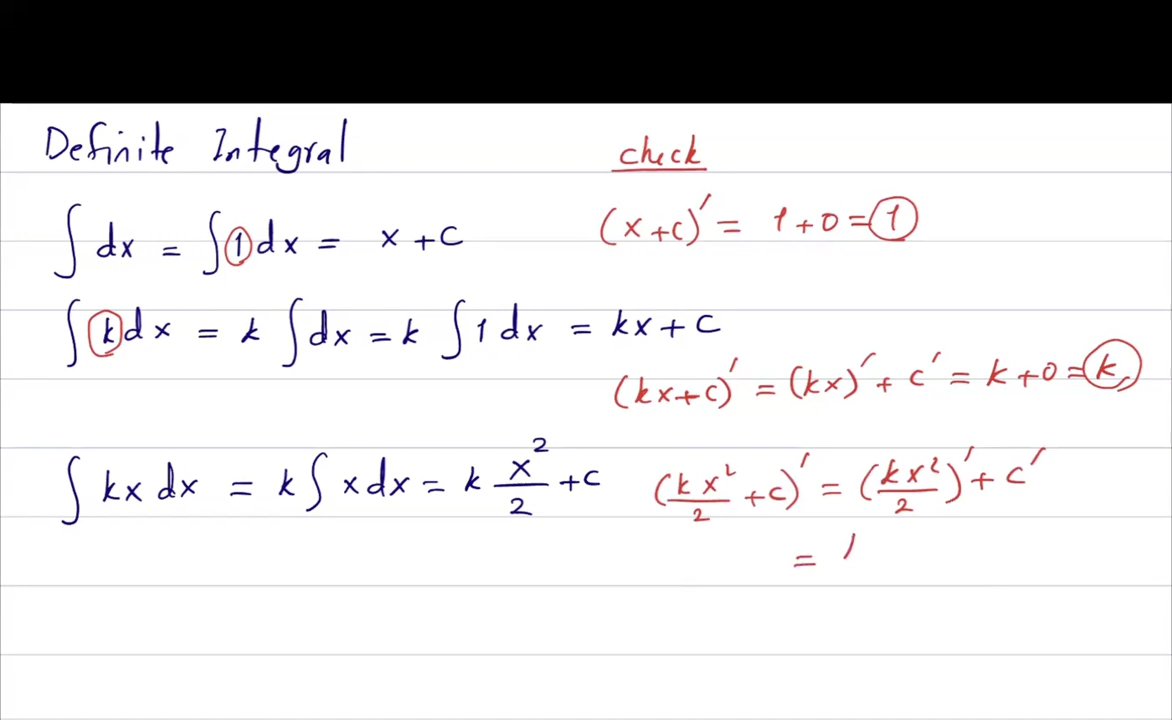 Definite Integral
check
∫ dx = ∫ 1 dx = x + c
(x + c)′ = 1 + 0 = 1
∫ k dx = k ∫ dx = k ∫ 1 dx = kx + c
(kx + c)′ = (kx)′ + c′ = k + 0 = k
∫ kx dx = k ∫ x dx = k x²/2 + c
(k x²/2 + c)′ = (kx²/2)′ + c′
=